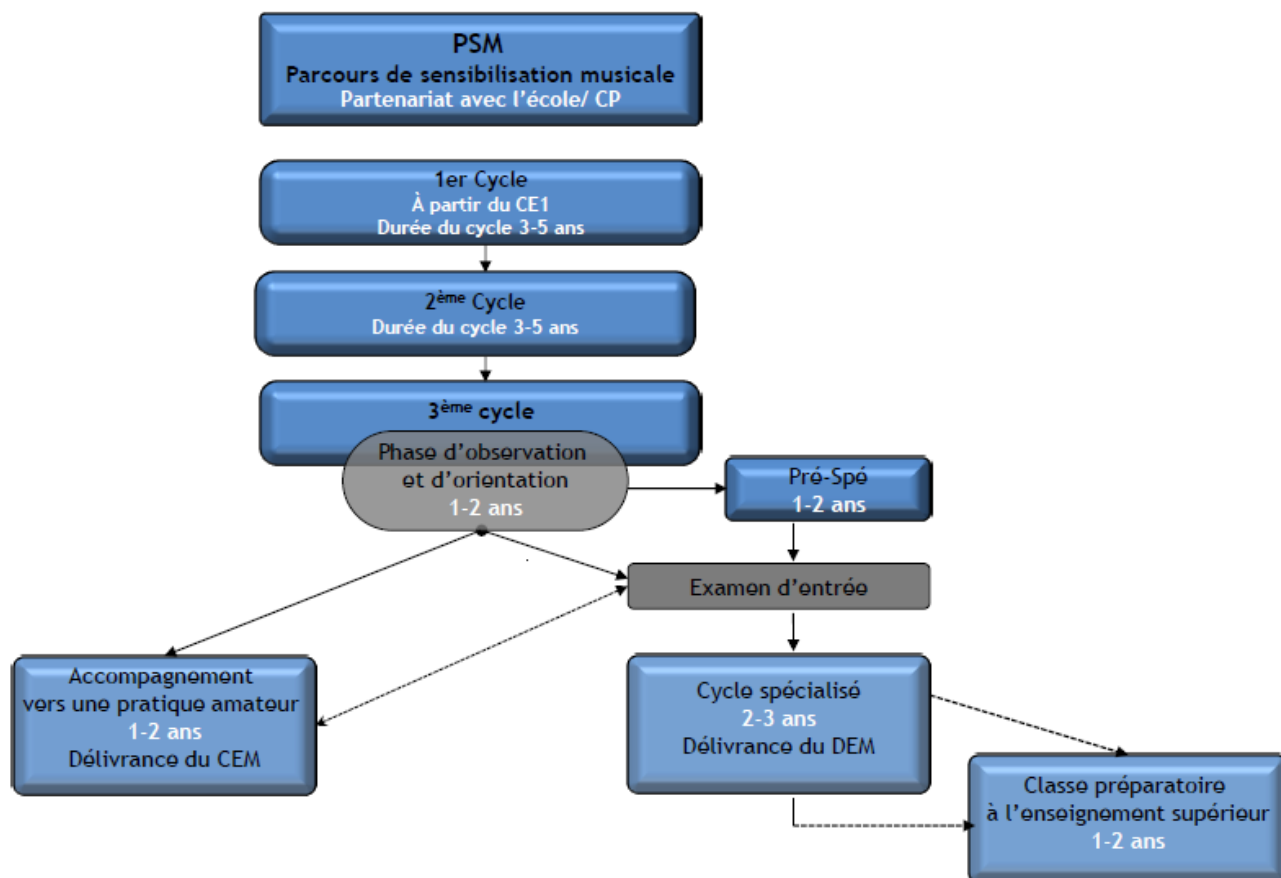 PSM
Parcours de sensibilisation musicale
Partenariat avec l'école/ CP
1er Cycle
À partir du CE1
Durée du cycle 3-5 ans
2ème Cycle
Durée du cycle 3-5 ans
3ème cycle
Phase d'observation
et d'orientation
1-2 ans
Pré-Spé
1-2 ans
Examen d'entrée
Accompagnement
vers une pratique amateur
1-2 ans
Délivrance du CEM
Cycle spécialisé
2-3 ans
Délivrance du DEM
Classe préparatoire
à l'enseignement supérieur
1-2 ans